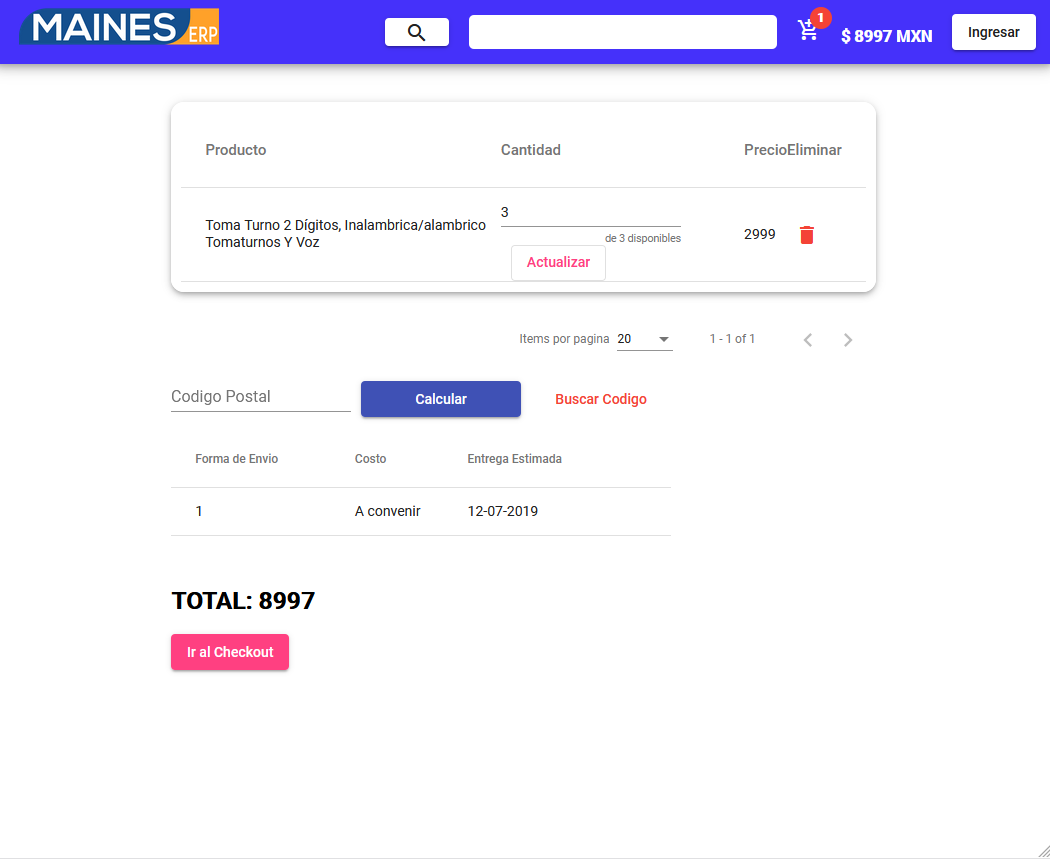 MAINES ERP
1
$ 8997 MXN
Ingresar
Producto Cantidad PrecioEliminar
3
Toma Turno 2 Dígitos, Inalambrica/alambrico
Tomaturnos Y Voz
2999
de 3 disponibles
Actualizar
Items por pagina 20 1 - 1 of 1
Codigo Postal Calcular Buscar Codigo
Forma de Envio Costo Entrega Estimada
1 A convenir 12-07-2019
TOTAL: 8997
Ir al Checkout